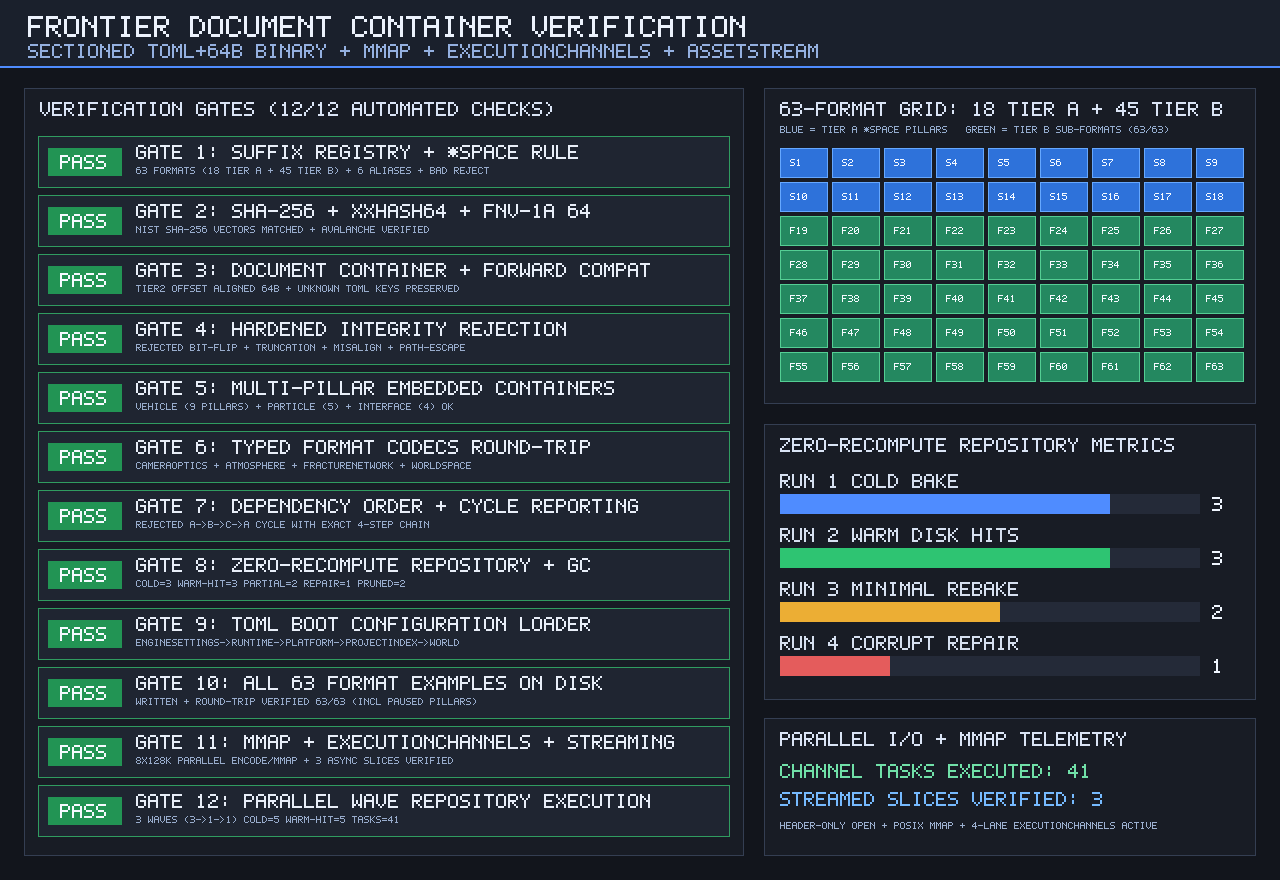 FRONTIER DOCUMENT CONTAINER VERIFICATION
SECTIONED TOML+64B BINARY + MMAP + EXECUTIONCHANNELS + ASSETSTREAM
VERIFICATION GATES (12/12 AUTOMATED CHECKS)
PASS
GATE 1: SUFFIX REGISTRY + *SPACE RULE
63 FORMATS (18 TIER A + 45 TIER B) + 6 ALIASES + BAD REJECT
PASS
GATE 2: SHA-256 + XXHASH64 + FNV-1A 64
NIST SHA-256 VECTORS MATCHED + AVALANCHE VERIFIED
PASS
GATE 3: DOCUMENT CONTAINER + FORWARD COMPAT
TIER2 OFFSET ALIGNED 64B + UNKNOWN TOML KEYS PRESERVED
PASS
GATE 4: HARDENED INTEGRITY REJECTION
REJECTED BIT-FLIP + TRUNCATION + MISALIGN + PATH-ESCAPE
PASS
GATE 5: MULTI-PILLAR EMBEDDED CONTAINERS
VEHICLE (9 PILLARS) + PARTICLE (5) + INTERFACE (4) OK
PASS
GATE 6: TYPED FORMAT CODECS ROUND-TRIP
CAMERAOPTICS + ATMOSPHERE + FRACTURENETWORK + WORLDSPACE
PASS
GATE 7: DEPENDENCY ORDER + CYCLE REPORTING
REJECTED A->B->C->A CYCLE WITH EXACT 4-STEP CHAIN
PASS
GATE 8: ZERO-RECOMPUTE REPOSITORY + GC
COLD=3 WARM-HIT=3 PARTIAL=2 REPAIR=1 PRUNED=2
PASS
GATE 9: TOML BOOT CONFIGURATION LOADER
ENGINESETTINGS->RUNTIME->PLATFORM->PROJECTINDEX->WORLD
PASS
GATE 10: ALL 63 FORMAT EXAMPLES ON DISK
WRITTEN + ROUND-TRIP VERIFIED 63/63 (INCL PAUSED PILLARS)
PASS
GATE 11: MMAP + EXECUTIONCHANNELS + STREAMING
8X128K PARALLEL ENCODE/MMAP + 3 ASYNC SLICES VERIFIED
PASS
GATE 12: PARALLEL WAVE REPOSITORY EXECUTION
3 WAVES (3->1->1) COLD=5 WARM-HIT=5 TASKS=41
63-FORMAT GRID: 18 TIER A + 45 TIER B
BLUE = TIER A *SPACE PILLARS   GREEN = TIER B SUB-FORMATS (63/63)
S1 S2 S3 S4 S5 S6 S7 S8 S9
S10 S11 S12 S13 S14 S15 S16 S17 S18
F19 F20 F21 F22 F23 F24 F25 F26 F27
F28 F29 F30 F31 F32 F33 F34 F35 F36
F37 F38 F39 F40 F41 F42 F43 F44 F45
F46 F47 F48 F49 F50 F51 F52 F53 F54
F55 F56 F57 F58 F59 F60 F61 F62 F63
ZERO-RECOMPUTE REPOSITORY METRICS
RUN 1 COLD BAKE
3
RUN 2 WARM DISK HITS
3
RUN 3 MINIMAL REBAKE
2
RUN 4 CORRUPT REPAIR
1
PARALLEL I/O + MMAP TELEMETRY
CHANNEL TASKS EXECUTED: 41
STREAMED SLICES VERIFIED: 3
HEADER-ONLY OPEN + POSIX MMAP + 4-LANE EXECUTIONCHANNELS ACTIVE